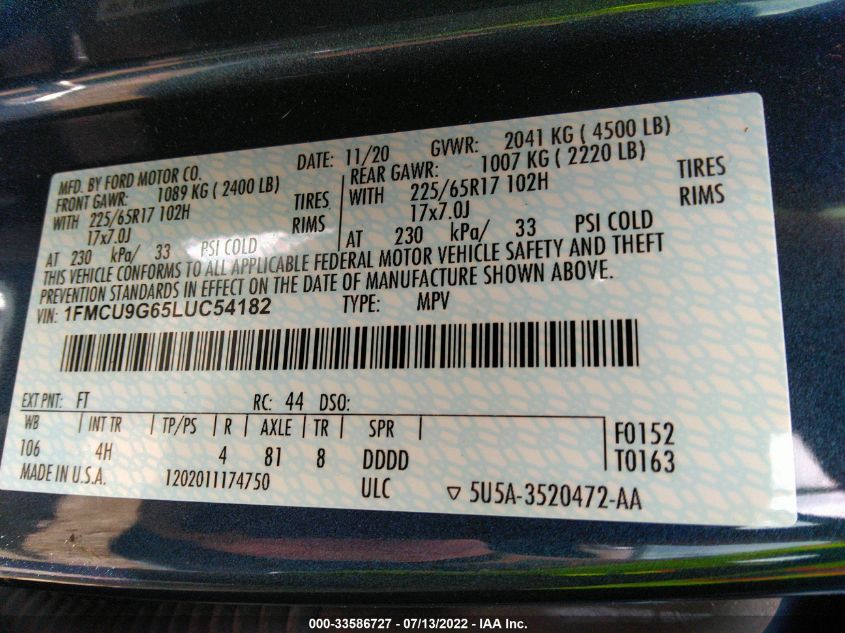 MFD. BY FORD MOTOR CO. DATE: 11/20 GVWR: 2041 KG ( 4500 LB)
FRONT GAWR: 1089 KG ( 2400 LB) REAR GAWR: 1007 KG ( 2220 LB)
WITH 225/65R17 102H TIRES WITH 225/65R17 102H TIRES
17x7.0J RIMS 17x7.0J RIMS
AT 230 kPa/ 33 PSI COLD AT 230 kPa/ 33 PSI COLD
THIS VEHICLE CONFORMS TO ALL APPLICABLE FEDERAL MOTOR VEHICLE SAFETY AND THEFT
PREVENTION STANDARDS IN EFFECT ON THE DATE OF MANUFACTURE SHOWN ABOVE.
VIN: 1FMCU9G65LUC54182 TYPE: MPV
EXT PNT: FT RC: 44 DSO:
WB INT TR TP/PS R AXLE TR SPR F0152
106 4H 4 81 8 DDDD T0163
MADE IN U.S.A. 1202011174750 ULC ▽ 5U5A-3520472-AA
000-33586727 - 07/13/2022 - IAA Inc.